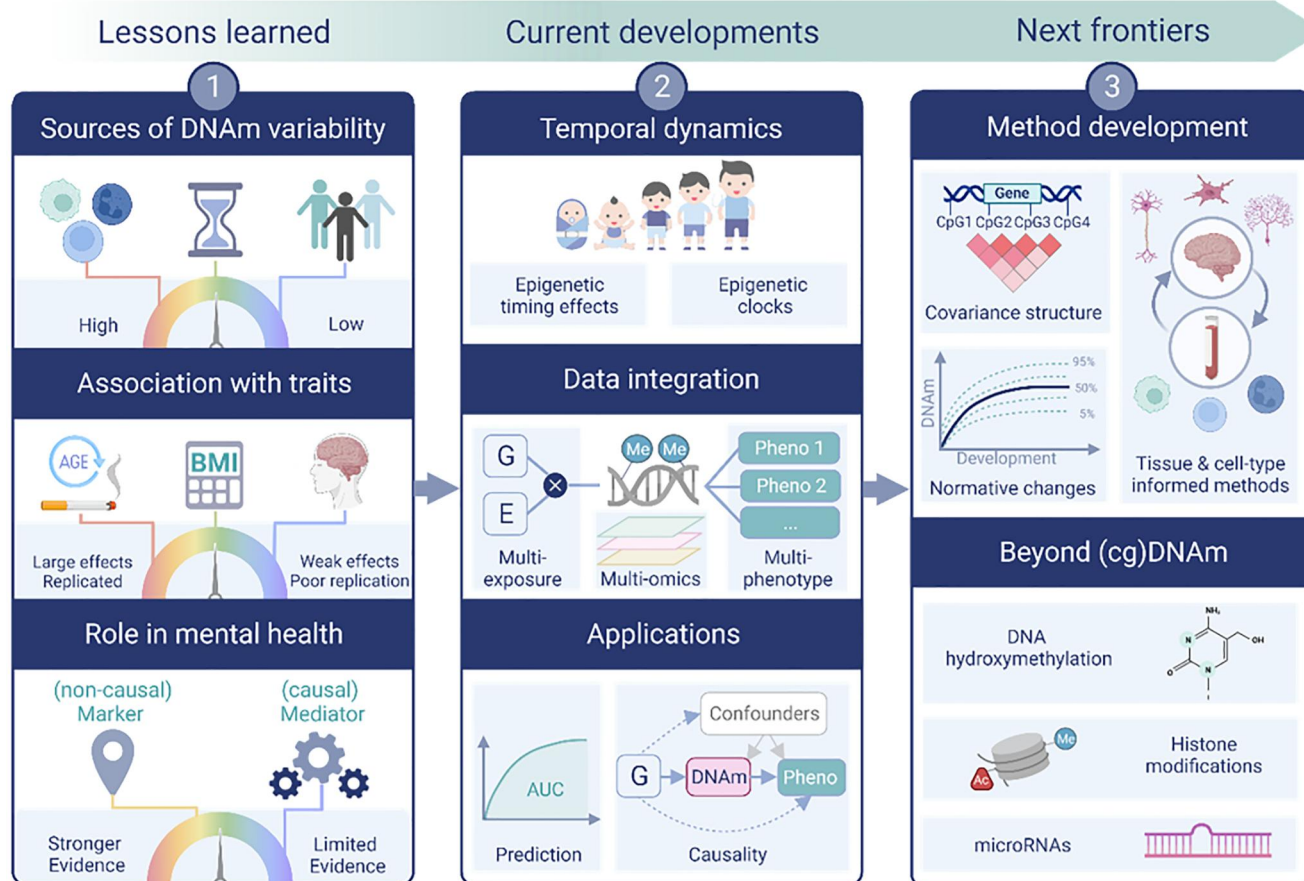 Lessons learned
Current developments
Next frontiers
1
Sources of DNAm variability
High
Low
Association with traits
AGE
BMI
Large effects
Replicated
Weak effects
Poor replication
Role in mental health
(non-causal)
Marker
(causal)
Mediator
Stronger
Evidence
Limited
Evidence
2
Temporal dynamics
Epigenetic
timing effects
Epigenetic
clocks
Data integration
G
E
Multi-
exposure
Me
Me
Multi-omics
Pheno 1
Pheno 2
...
Multi-
phenotype
Applications
AUC
Prediction
Confounders
G
DNAm
Pheno
Causality
3
Method development
Gene
CpG1 CpG2 CpG3 CpG4
Covariance structure
DNAm
95%
50%
5%
Development
Normative changes
Tissue & cell-type
informed methods
Beyond (cg)DNAm
DNA
hydroxymethylation
NH₂
N
OH
O
N
Me
Ac
Histone
modifications
microRNAs